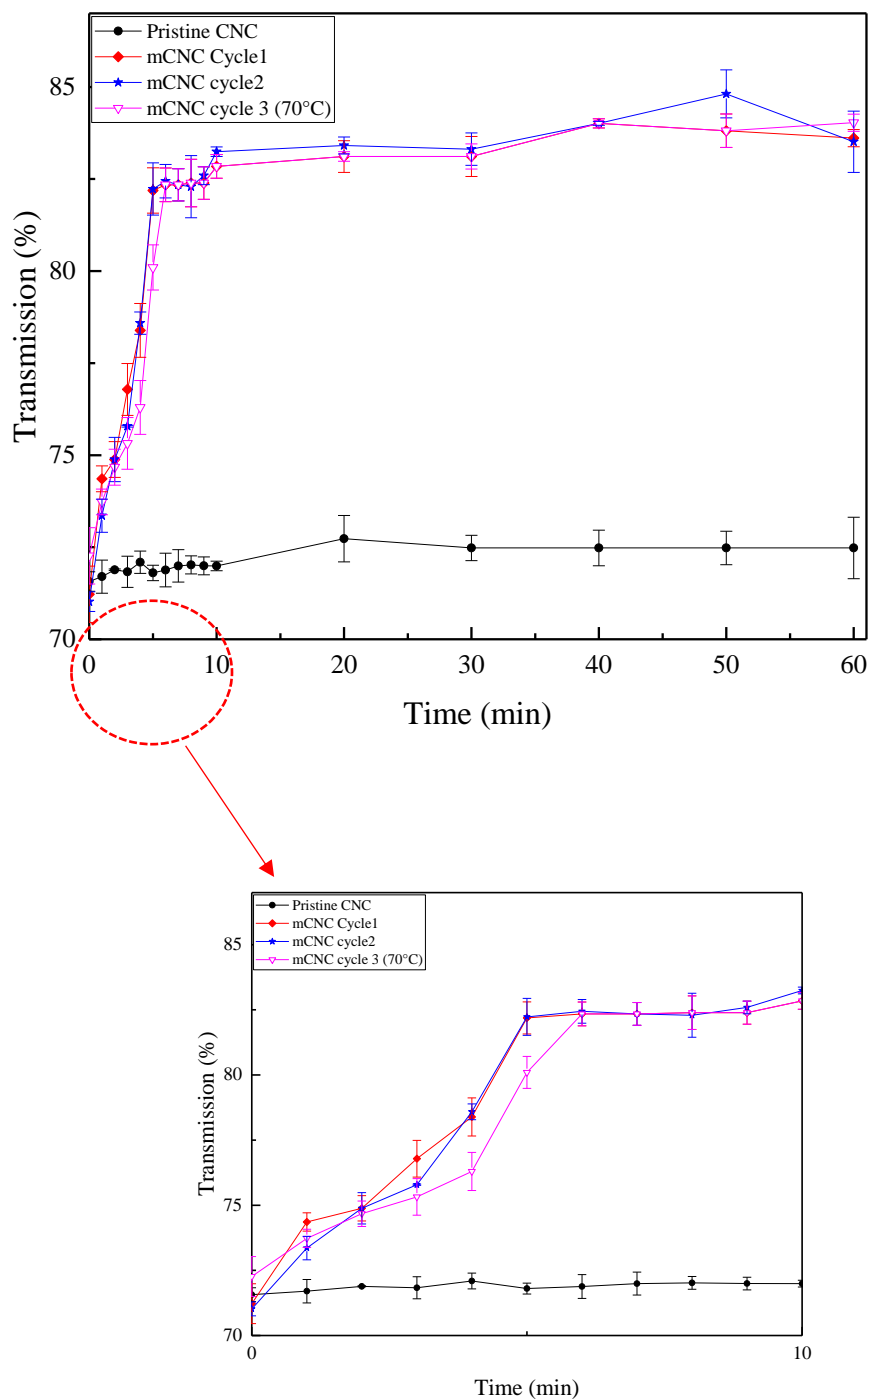 Pristine CNC
mCNC Cycle1
mCNC cycle2
mCNC cycle 3 (70°C)
85
80
75
70
Transmission (%)
0 10 20 30 40 50 60
Time (min)
Pristine CNC
mCNC Cycle1
mCNC cycle2
mCNC cycle 3 (70°C)
85
80
75
70
Transmission (%)
0 10
Time (min)